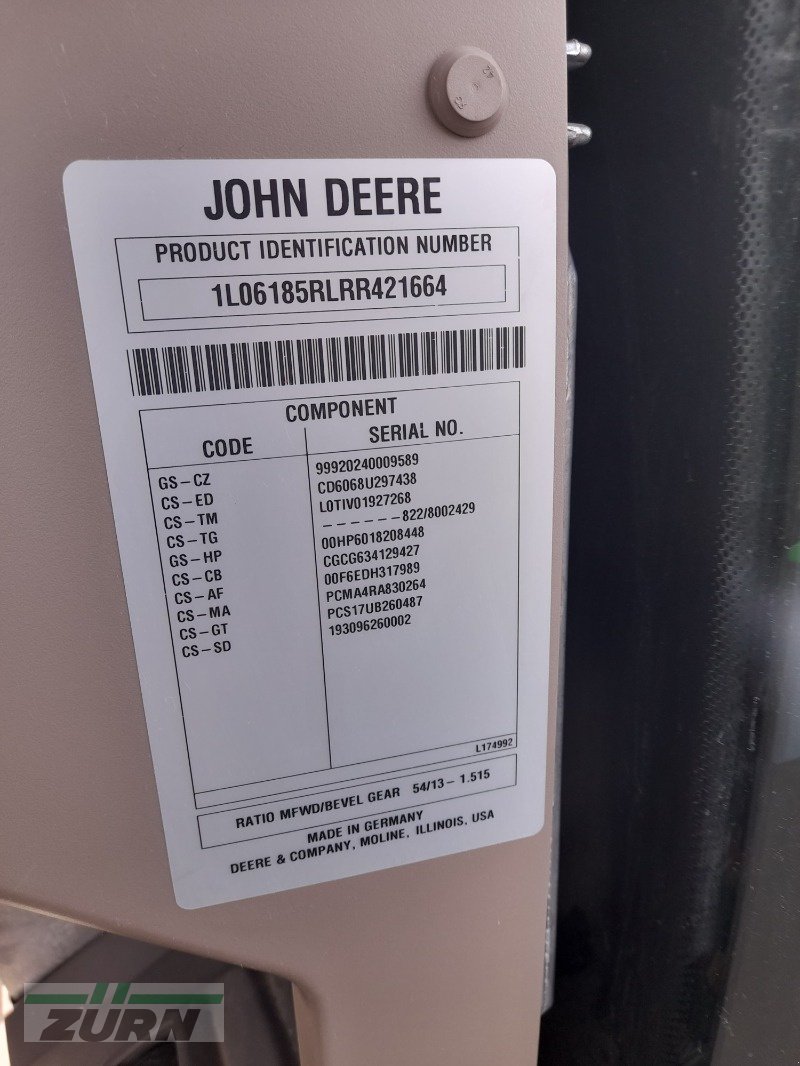 JOHN DEERE
PRODUCT IDENTIFICATION NUMBER
1L06185RLRR421664
COMPONENT
CODE SERIAL NO.
GS-CZ 99920240009589
CS-ED CD6068U297438
CS-TM L0TIV01927268
CS-TG ------822/8002429
GS-HP 00HP6018208448
CS-CB CGCG634129427
CS-AF 00F6EDH317989
CS-MA PCMA4RA830264
CS-GT PCS17UB260487
CS-SD 193096260002
L174992
RATIO MFWD/BEVEL GEAR 54/13-1.515
MADE IN GERMANY
DEERE & COMPANY, MOLINE, ILLINOIS, USA
ZÜRN